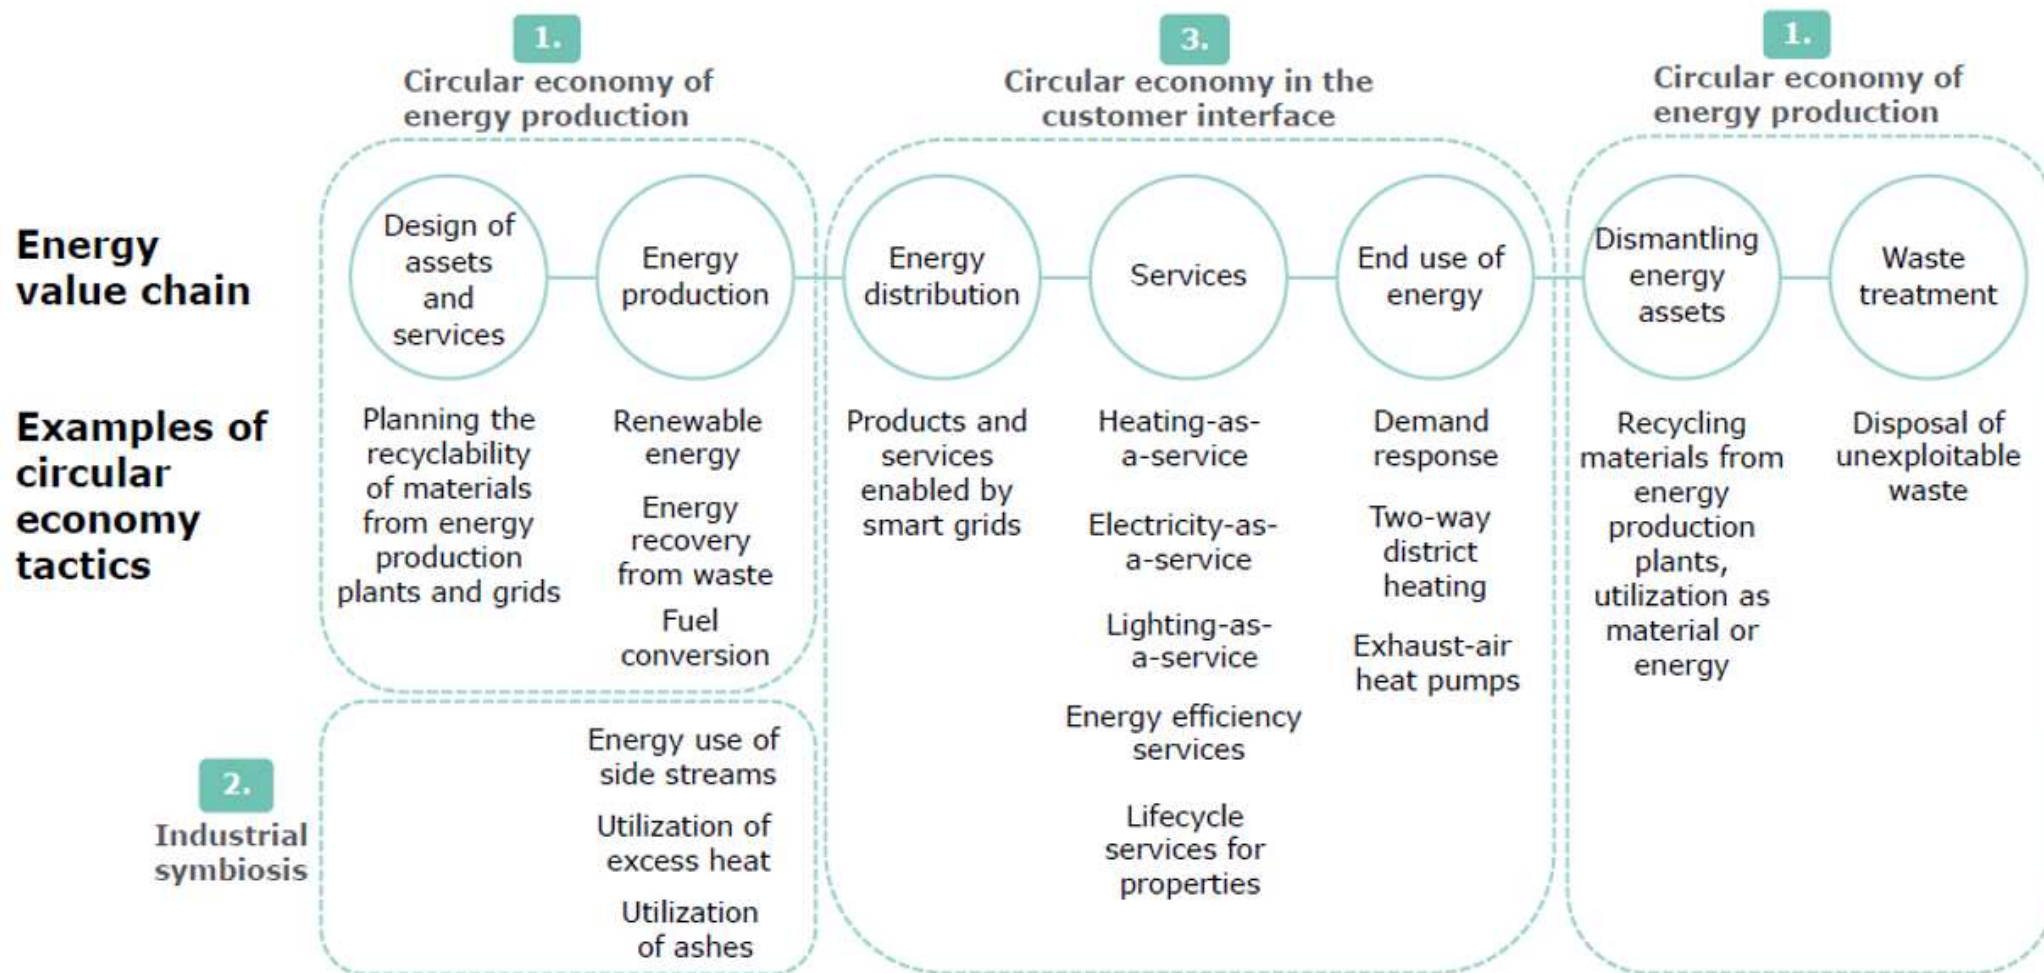 1.
Circular economy of
energy production
3.
Circular economy in the
customer interface
1.
Circular economy of
energy production
Energy
value chain
Design of
assets
and
services
Energy
production
Energy
distribution
Services
End use of
energy
Dismantling
energy
assets
Waste
treatment
Examples of
circular
economy
tactics
Planning the
recyclability
of materials
from energy
production
plants and grids
Renewable
energy
Energy
recovery
from waste
Fuel
conversion
Products and
services
enabled by
smart grids
Heating-as-
a-service
Electricity-as-
a-service
Lighting-as-
a-service
Energy efficiency
services
Lifecycle
services for
properties
Demand
response
Two-way
district
heating
Exhaust-air
heat pumps
Recycling
materials from
energy
production
plants,
utilization as
material or
energy
Disposal of
unexploitable
waste
2.
Industrial
symbiosis
Energy use of
side streams
Utilization of
excess heat
Utilization
of ashes